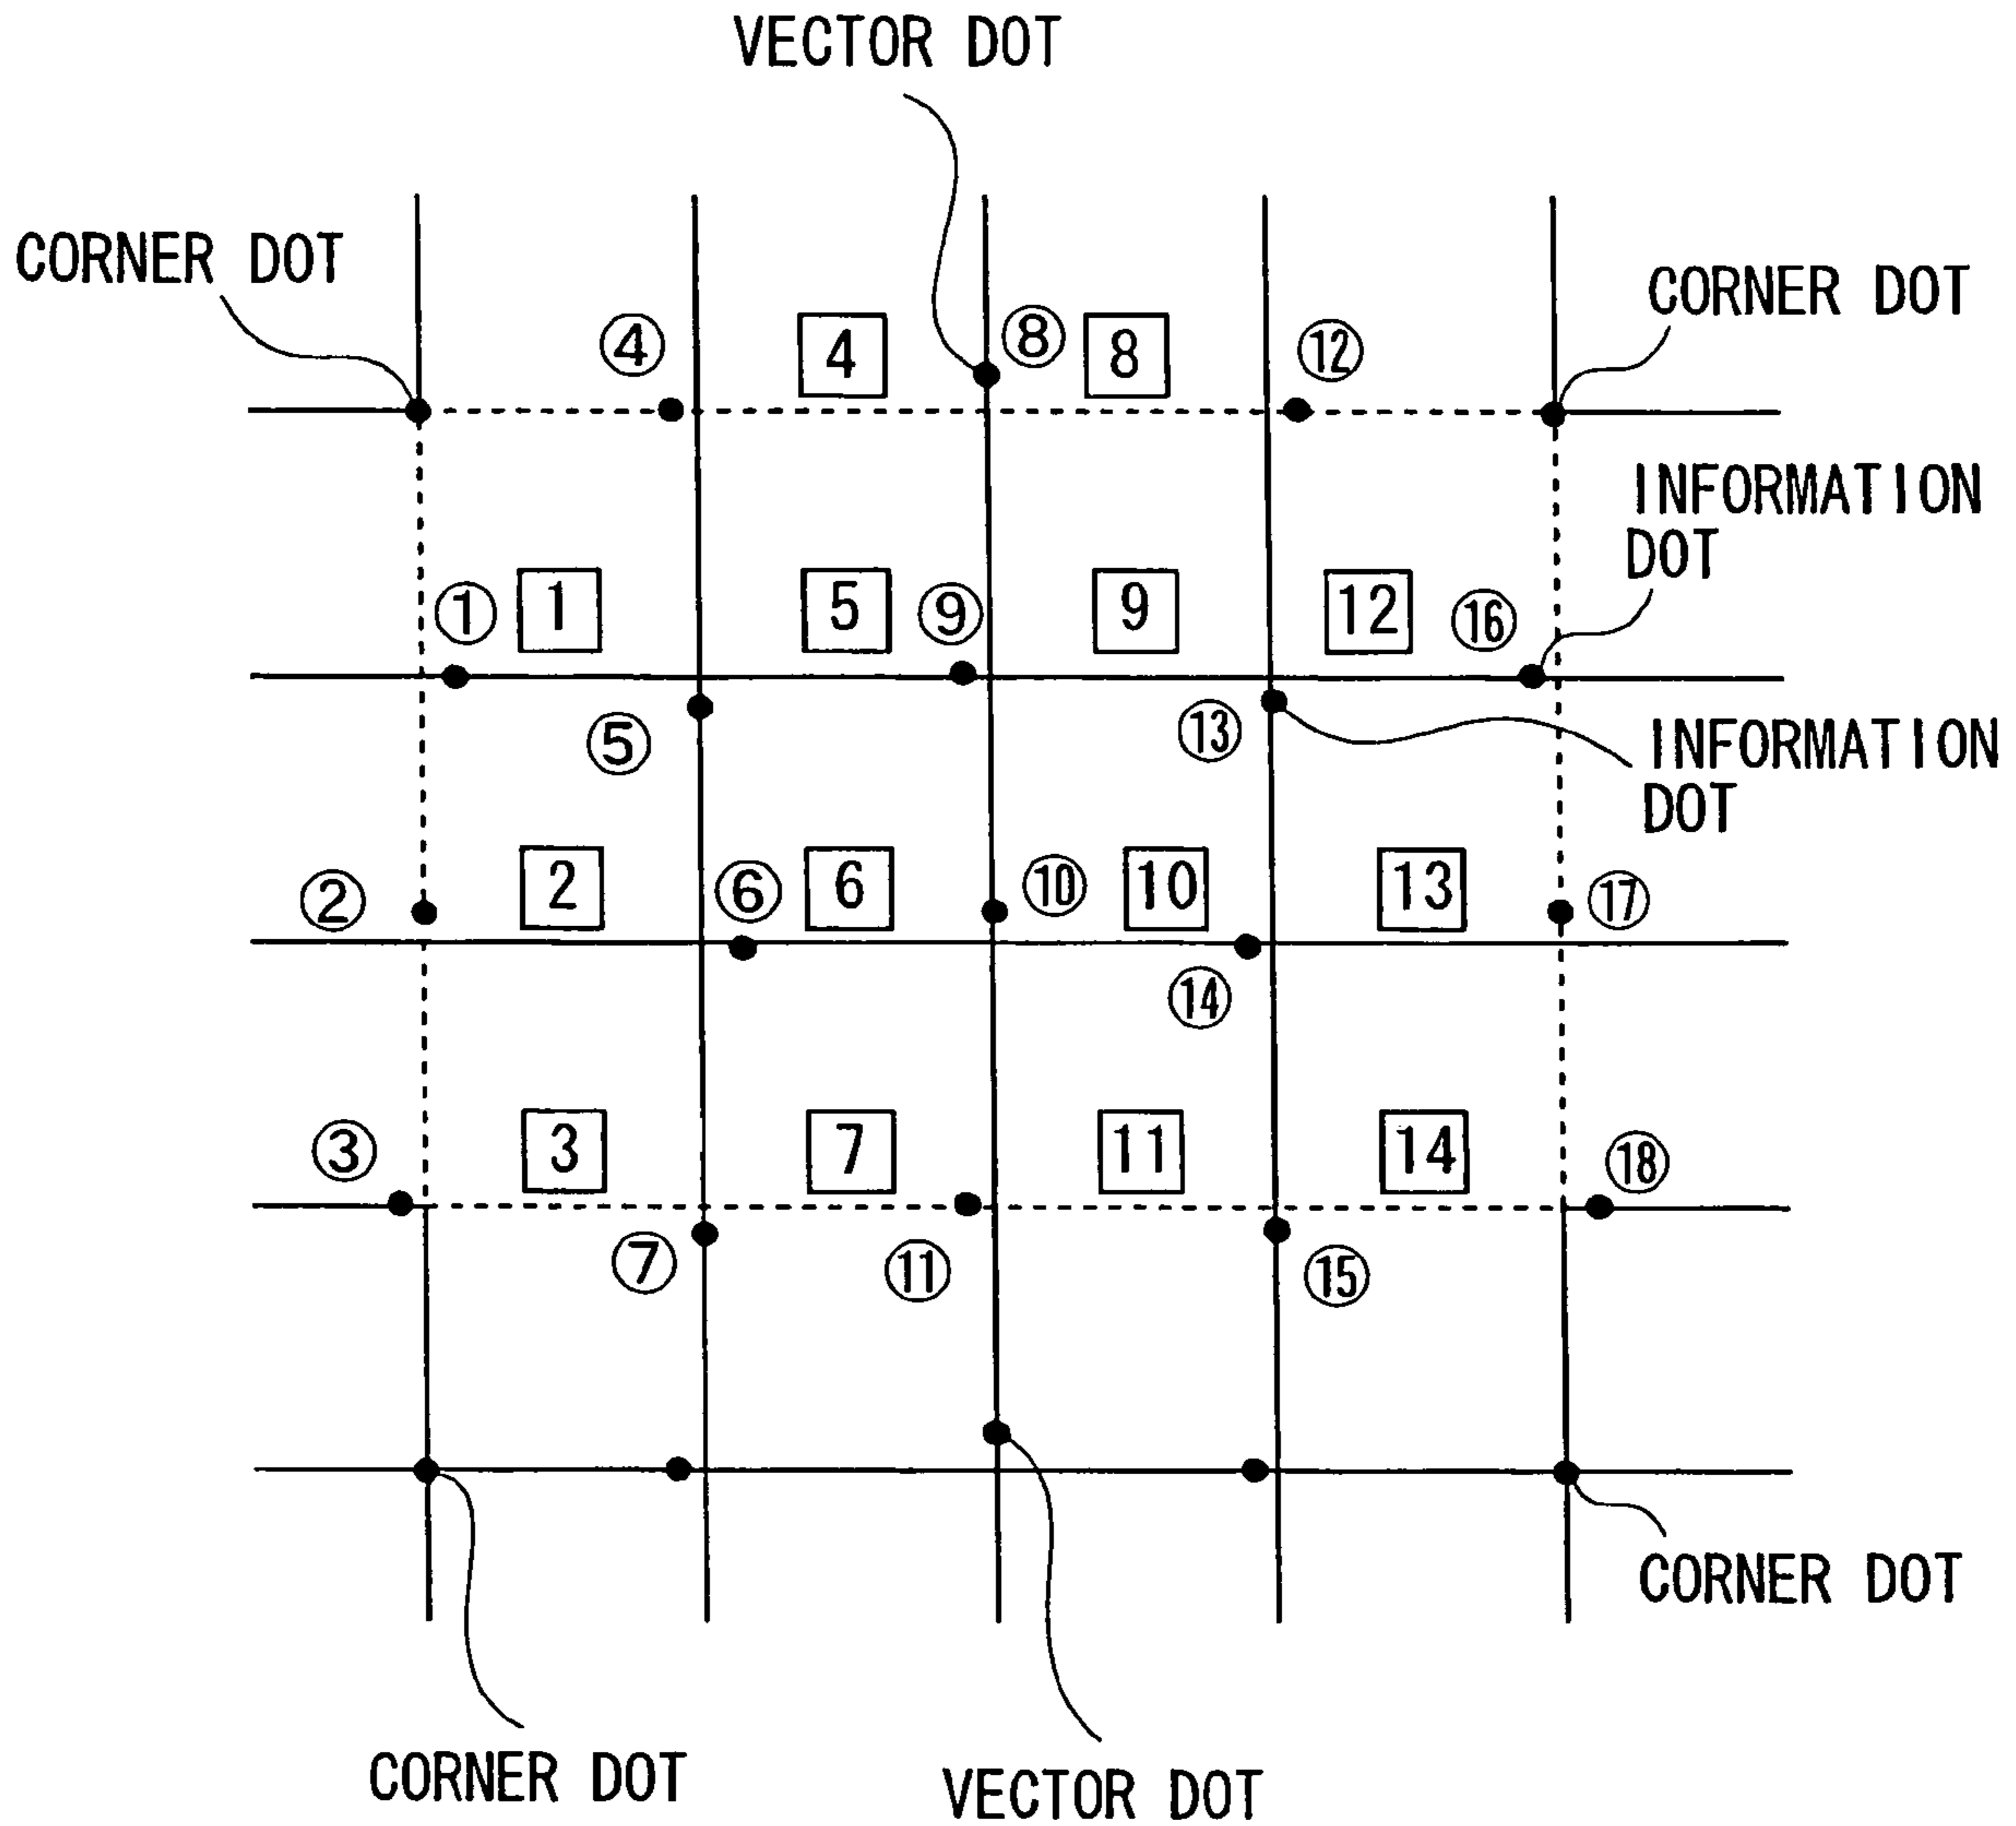 VECTOR DOT
CORNER DOT
CORNER DOT
④ 4 ⑧ 8 ⑫
INFORMATION
DOT
① 1 5 ⑨ 9 12 ⑯
⑤ ⑬
INFORMATION
DOT
② 2 ⑥ 6 ⑩ 10 13 ⑰
⑭
③ 3 7 11 14 ⑱
⑦ ⑪ ⑮
CORNER DOT
CORNER DOT
VECTOR DOT